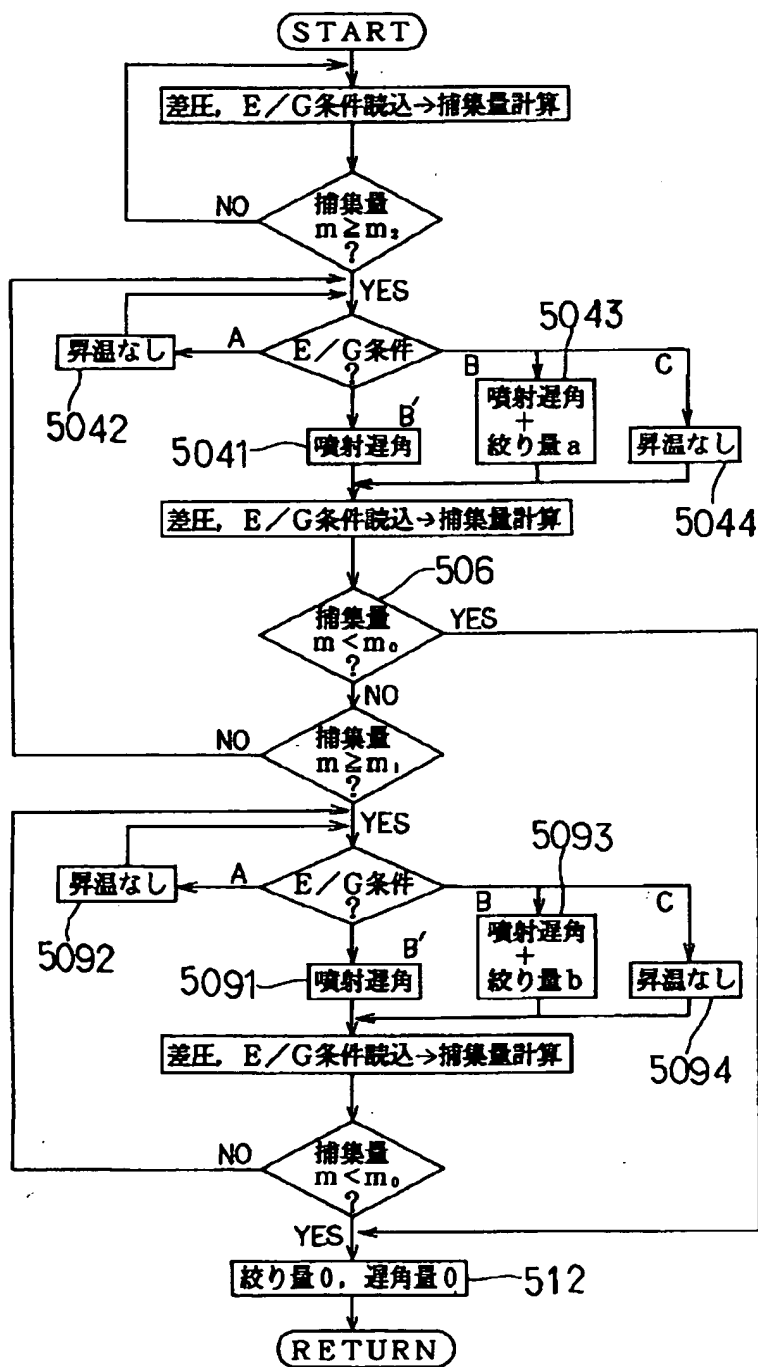 START
差圧，E／G条件読込→捕集量計算
NO
捕集量
m≧m₂
?
YES
5043
A
E／G条件
?
B
C
昇温なし
5042
B′
噴射遅角
+
絞り量a
5041
噴射遅角
昇温なし
5044
差圧，E／G条件読込→捕集量計算
506
捕集量
m<m₀
?
YES
NO
NO
捕集量
m≧m₁
?
YES
5093
A
E／G条件
?
B
C
昇温なし
5092
B′
噴射遅角
+
絞り量b
5091
噴射遅角
昇温なし
5094
差圧，E／G条件読込→捕集量計算
NO
捕集量
m<m₀
?
YES
絞り量0．遅角量0
512
RETURN